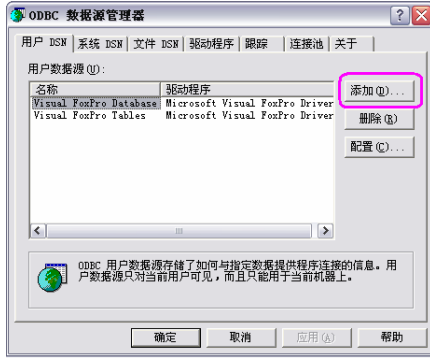 ODBC 数据源管理器
用户 DSN 系统 DSN 文件 DSN 驱动程序 跟踪 连接池 关于
用户数据源(U):
名称 驱动程序
Visual FoxPro Database Microsoft Visual FoxPro Driver
Visual FoxPro Tables Microsoft Visual FoxPro Driver
添加(D)...
删除(R)
配置(C)...
ODBC 用户数据源存储了如何与指定数据提供程序连接的信息。用
户数据源只对当前用户可见，而且只能用于当前机器上。
确定 取消 应用(A) 帮助